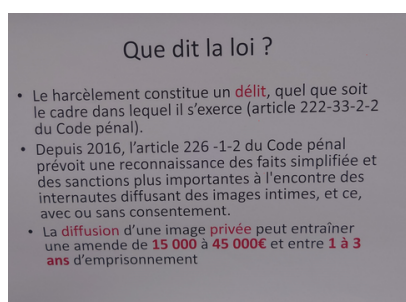 Que dit la loi ?
• Le harcèlement constitue un délit, quel que soit
le cadre dans lequel il s'exerce (article 222-33-2-2
du Code pénal).
• Depuis 2016, l'article 226 -1-2 du Code pénal
prévoit une reconnaissance des faits simplifiée et
des sanctions plus importantes à l'encontre des
internautes diffusant des images intimes, et ce,
avec ou sans consentement.
• La diffusion d'une image privée peut entraîner
une amende de 15 000 à 45 000€ et entre 1 à 3
ans d'emprisonnement